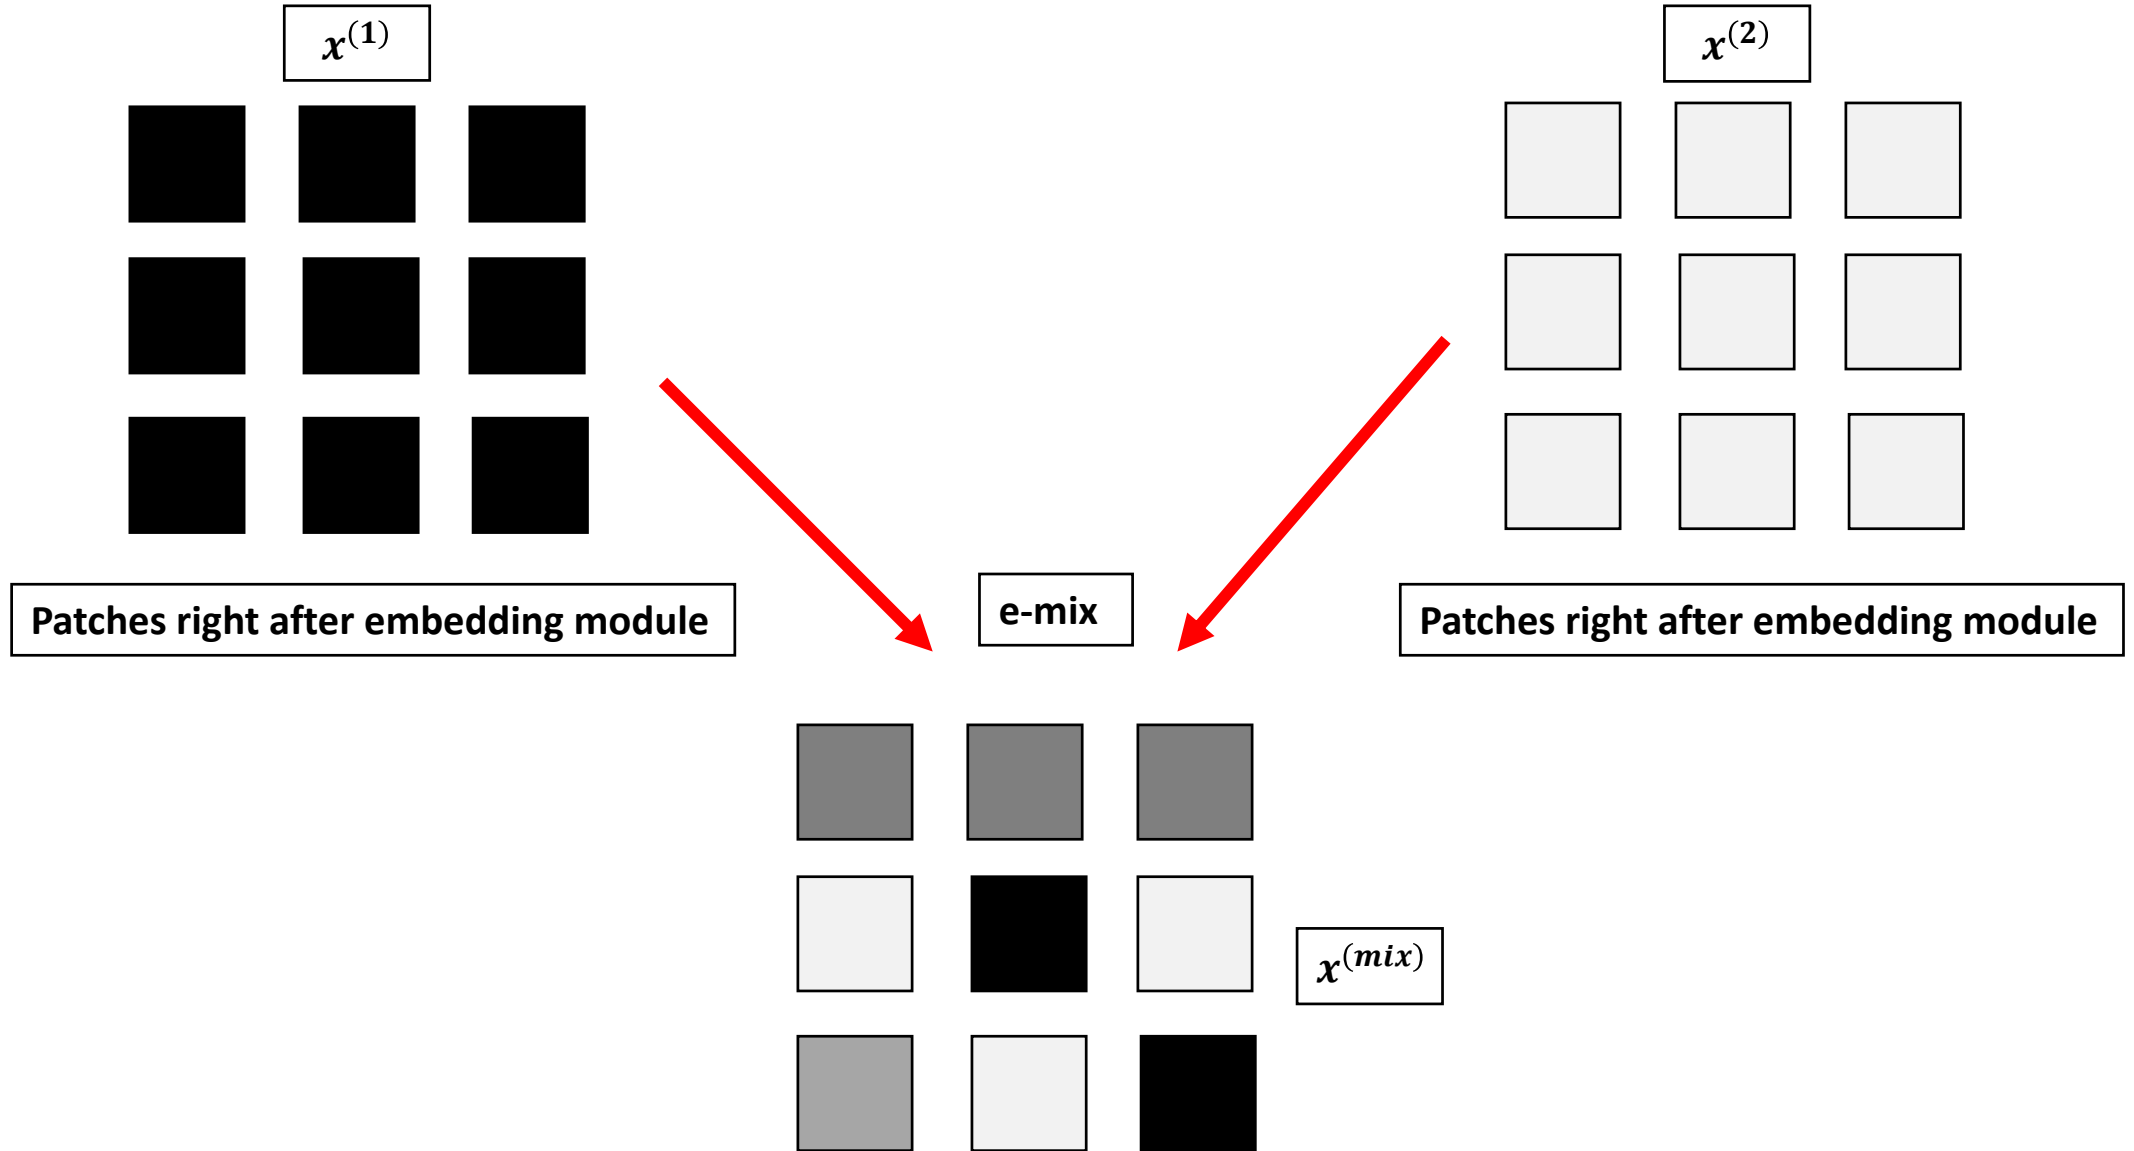 x^(1)
x^(2)
Patches right after embedding module
e-mix
Patches right after embedding module
x^(mix)